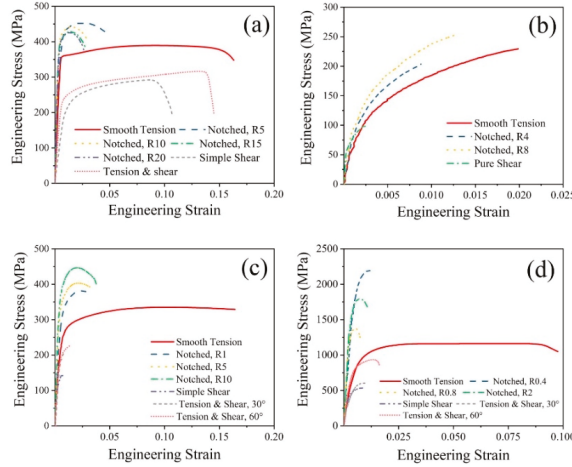 (a)
Engineering Stress (MPa)
500
400
300
200
100
0
Smooth Tension Notched, R5
Notched, R10 Notched, R15
Notched, R20 Simple Shear
Tension & shear
0.05 0.10 0.15 0.20
Engineering Strain
(b)
Engineering Stress (MPa)
300
250
200
150
100
50
0
Smooth Tension
Notched, R4
Notched, R8
Pure Shear
0.005 0.010 0.015 0.020 0.025
Engineering Strain
(c)
Engineering Stress (MPa)
500
400
300
200
100
0
Smooth Tension
Notched, R1
Notched, R5
Notched, R10
Simple Shear
Tension & Shear, 30°
Tension & Shear, 60°
0.05 0.10 0.15 0.20
Engineering Strain
(d)
Engineering Stress (MPa)
2500
2000
1500
1000
500
0
Smooth Tension Notched, R0.4
Notched, R0.8 Notched, R2
Simple Shear Tension & Shear, 30°
Tension & Shear, 60°
0.025 0.050 0.075 0.100
Engineering Strain